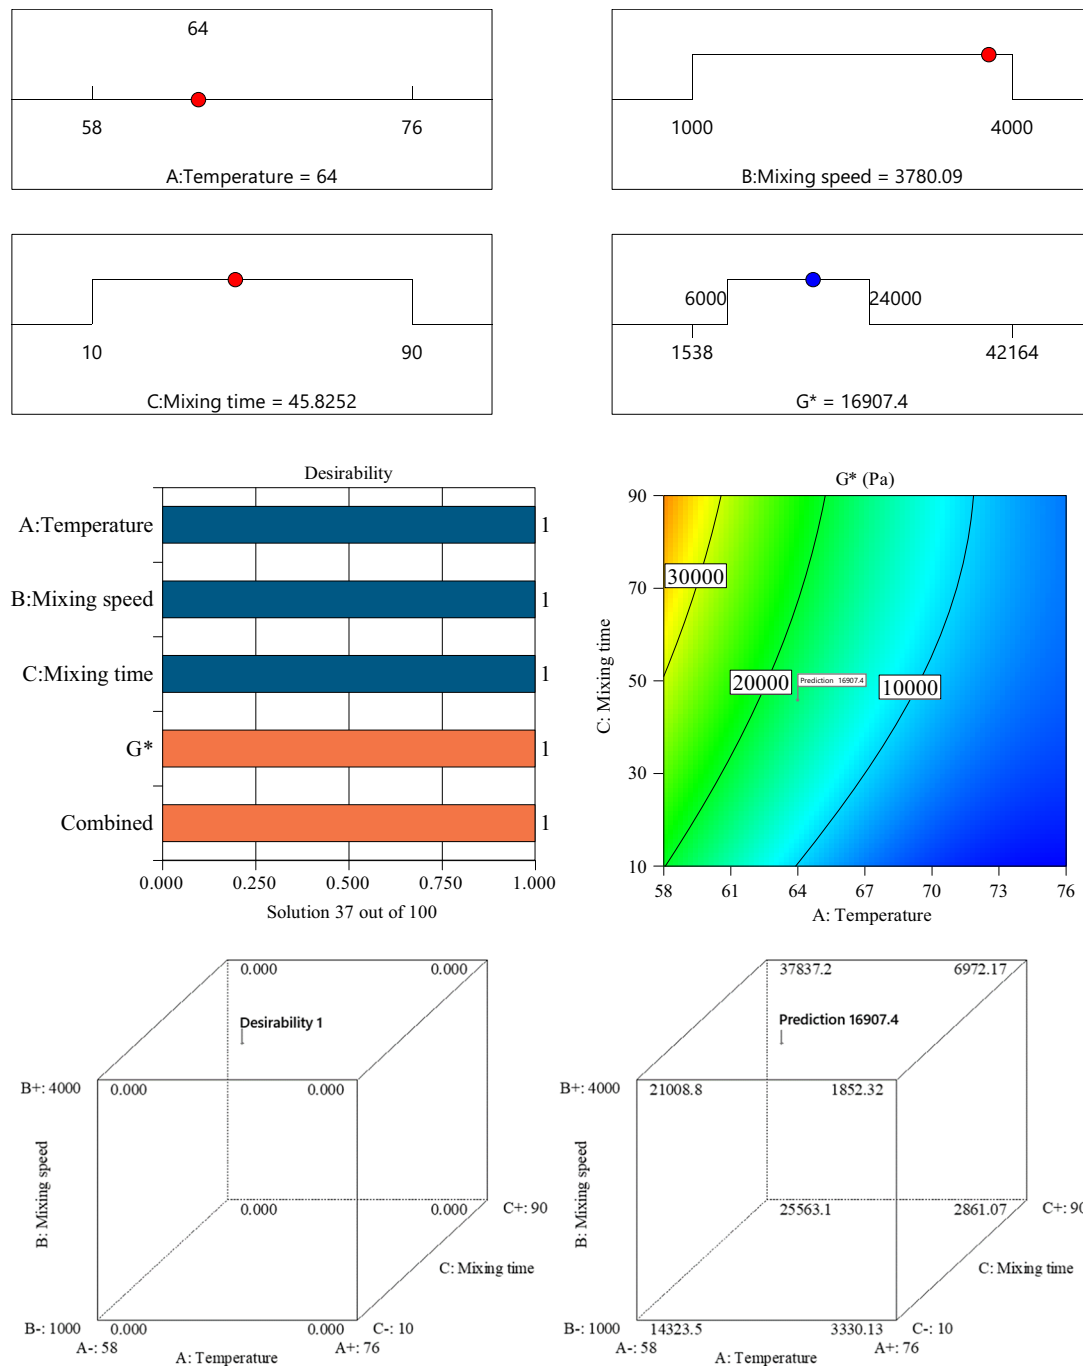 64
58 76
A:Temperature = 64
1000 4000
B:Mixing speed = 3780.09
10 90
C:Mixing time = 45.8252
6000 24000
1538 42164
G* = 16907.4
Desirability
A:Temperature 1
B:Mixing speed 1
C:Mixing time 1
G* 1
Combined 1
0.000 0.250 0.500 0.750 1.000
Solution 37 out of 100
G* (Pa)
90
70
50
30
10
C: Mixing time
30000
20000
Prediction 16907.4
10000
58 61 64 67 70 73 76
A: Temperature
0.000 0.000
Desirability 1
B+: 4000
0.000 0.000
B: Mixing speed
0.000 0.000
C+: 90
C: Mixing time
B-: 1000
0.000 0.000
C-: 10
A-: 58 A+: 76
A: Temperature
37837.2 6972.17
Prediction 16907.4
B+: 4000
21008.8 1852.32
B: Mixing speed
25563.1 2861.07
C+: 90
C: Mixing time
B-: 1000
14323.5 3330.13
C-: 10
A-: 58 A+: 76
A: Temperature